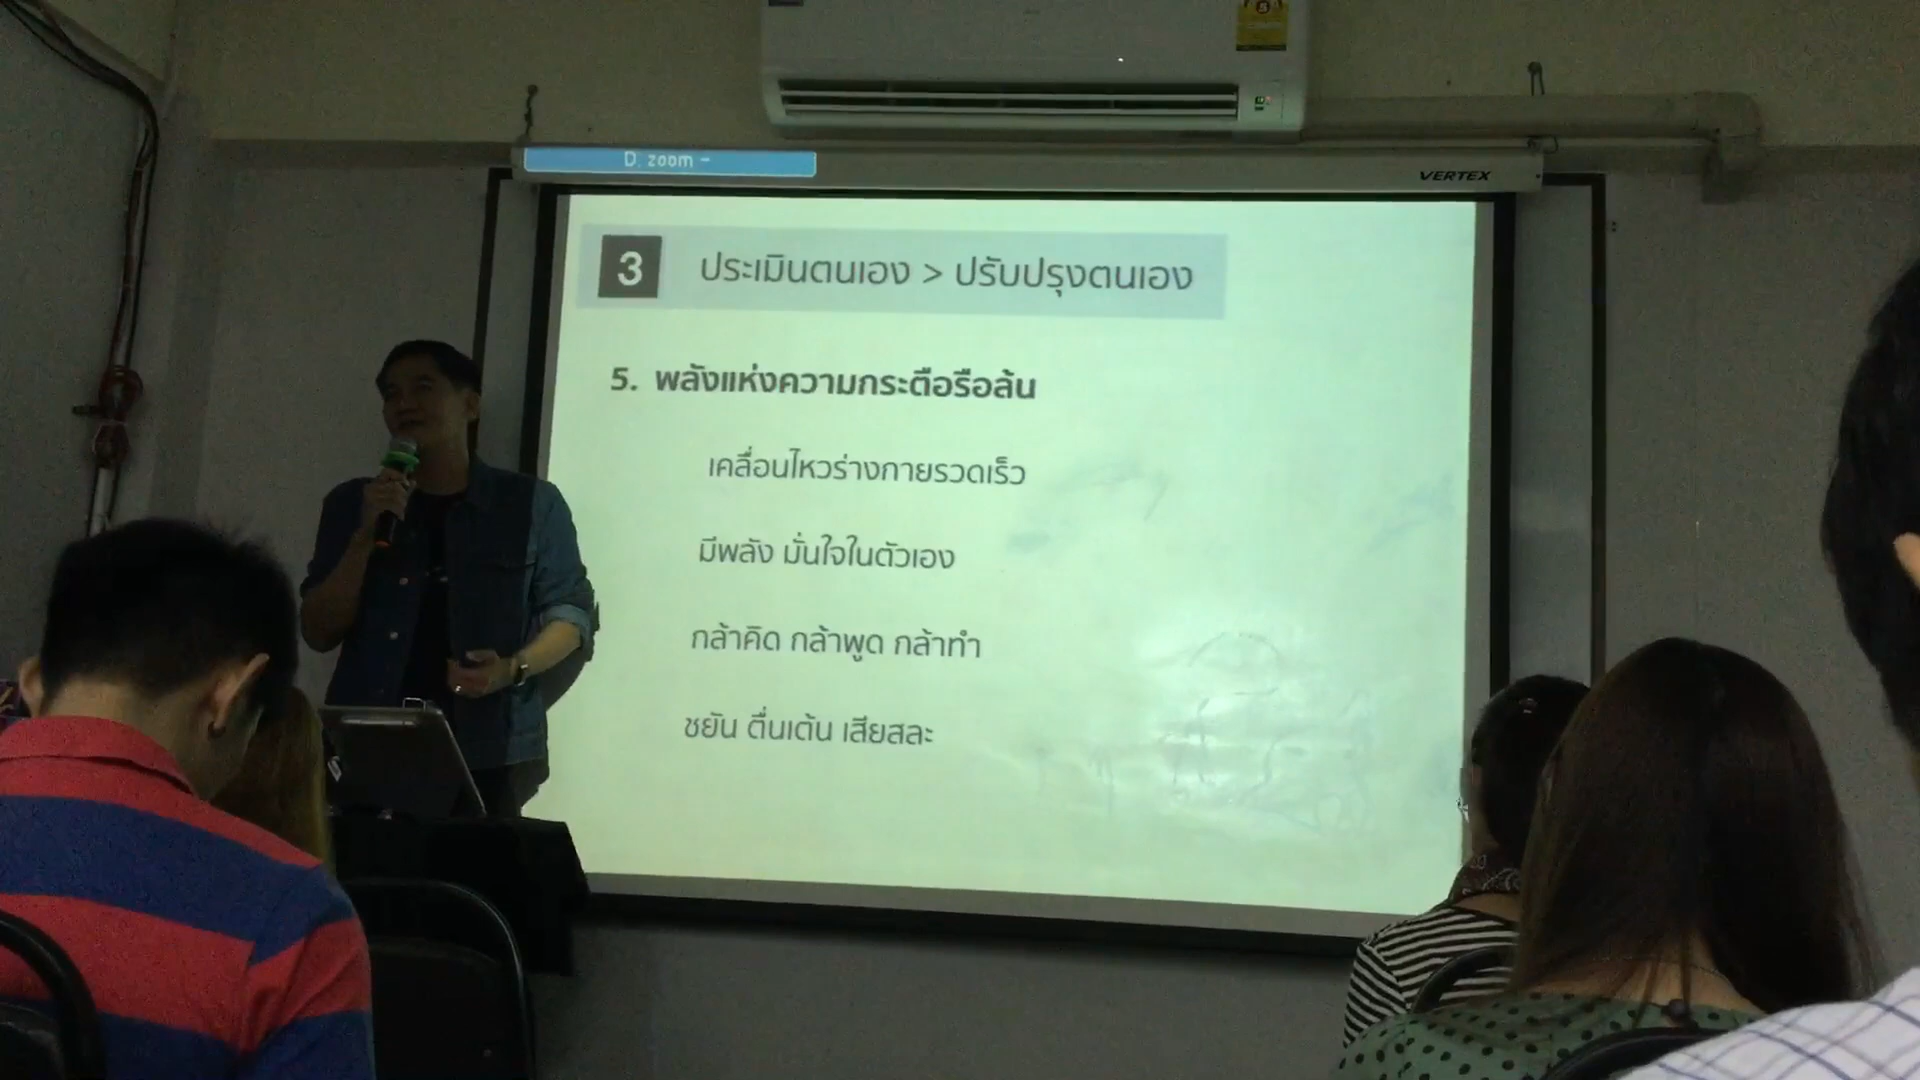 D. zoom -
VERTEX
3 ประเมินตนเอง > ปรับปรุงตนเอง
5. พลังแห่งความกระตือรือล้น
เคลื่อนไหวร่างกายรวดเร็ว
มีพลัง มั่นใจในตัวเอง
กล้าคิด กล้าพูด กล้าทำ
ขยัน ตื่นเต้น เสียสละ